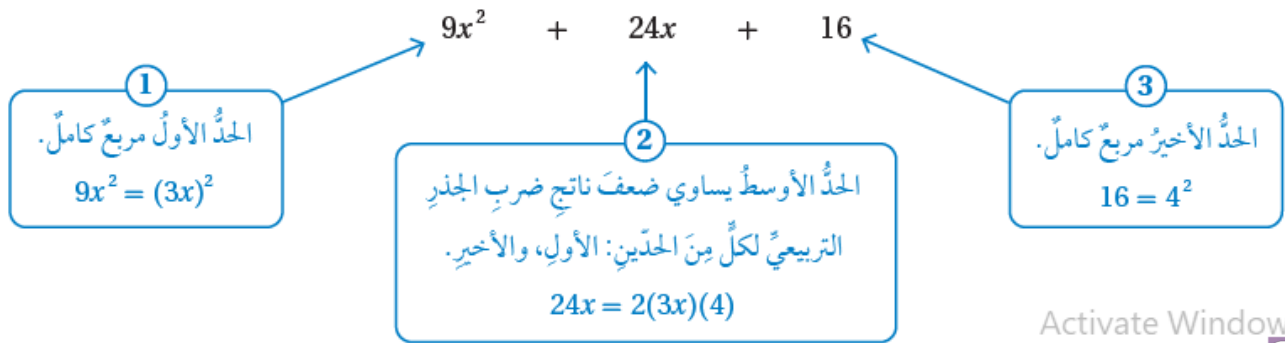 9x² + 24x + 16
1
الحدُّ الأولُ مربعٌ كاملٌ.
9x² = (3x)²
2
الحدُّ الأوسطُ يساوي ضعفَ ناتجِ ضربِ الجذرِ
التربيعيِّ لكلٍّ مِنَ الحدّينِ: الأولِ، والأخيرِ.
24x = 2(3x)(4)
3
الحدُّ الأخيرُ مربعٌ كاملٌ.
16 = 4²
Activate Window